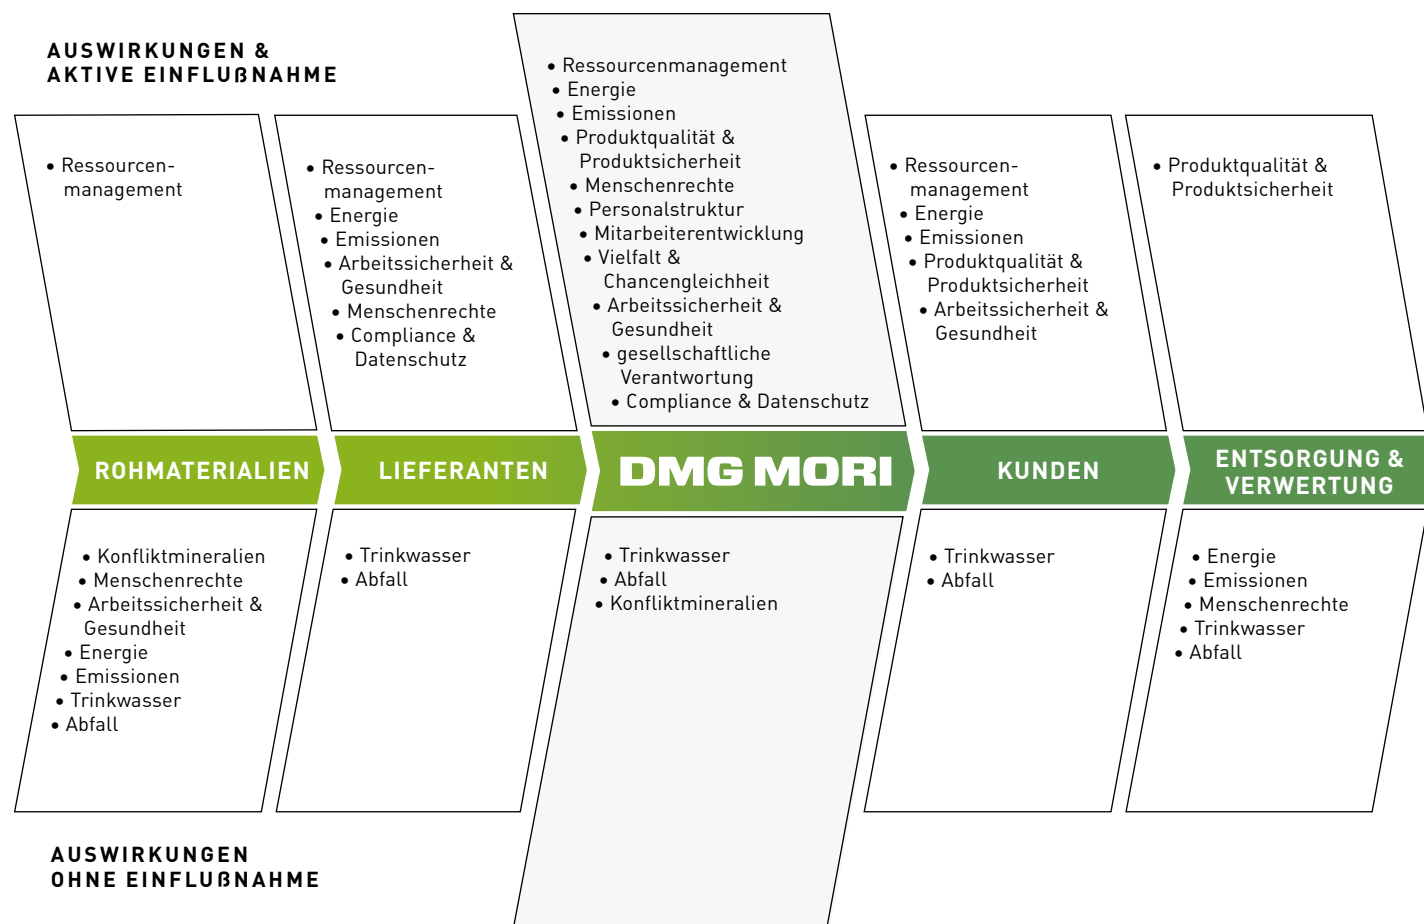 AUSWIRKUNGEN &
AKTIVE EINFLUßNAHME
• Ressourcen-
management
• Ressourcen-
management
• Energie
• Emissionen
• Arbeitssicherheit &
Gesundheit
• Menschenrechte
• Compliance &
Datenschutz
• Ressourcenmanagement
• Energie
• Emissionen
• Produktqualität &
Produktsicherheit
• Menschenrechte
• Personalstruktur
• Mitarbeiterentwicklung
• Vielfalt &
Chancengleichheit
• Arbeitssicherheit &
Gesundheit
• gesellschaftliche
Verantwortung
• Compliance & Datenschutz
• Ressourcen-
management
• Energie
• Emissionen
• Produktqualität &
Produktsicherheit
• Arbeitssicherheit &
Gesundheit
• Produktqualität &
Produktsicherheit
ROHMATERIALIEN
LIEFERANTEN
DMG MORI
KUNDEN
ENTSORGUNG &
VERWERTUNG
• Konfliktmineralien
• Menschenrechte
• Arbeitssicherheit &
Gesundheit
• Energie
• Emissionen
• Trinkwasser
• Abfall
• Trinkwasser
• Abfall
• Trinkwasser
• Abfall
• Konfliktmineralien
• Trinkwasser
• Abfall
• Energie
• Emissionen
• Menschenrechte
• Trinkwasser
• Abfall
AUSWIRKUNGEN
OHNE EINFLUßNAHME